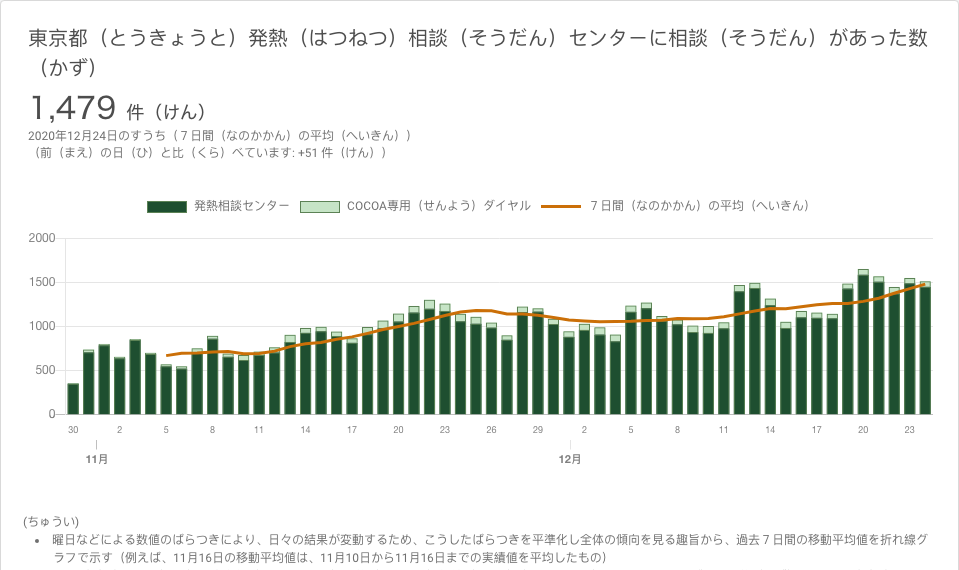 東京都（とうきょうと）発熱（はつねつ）相談（そうだん）センターに相談（そうだん）があった数
（かず）
1,479 件（けん）
2020年12月24日のすうち（７日間（なのかかん）の平均（へいきん））
（前（まえ）の日（ひ）と比（くら）べています: +51 件（けん））
発熱相談センター COCOA専用（せんよう）ダイヤル ７日間（なのかかん）の平均（へいきん）
2000
1500
1000
500
0
30 2 5 8 11 14 17 20 23 26 29 2 5 8 11 14 17 20 23
11月 12月
(ちゅうい)
• 曜日などによる数値のばらつきにより、日々の結果が変動するため、こうしたばらつきを平準化し全体の傾向を見る趣旨から、過去７日間の移動平均値を折れ線グ
ラフで示す（例えば、11月16日の移動平均値は、11月10日から11月16日までの実績値を平均したもの）